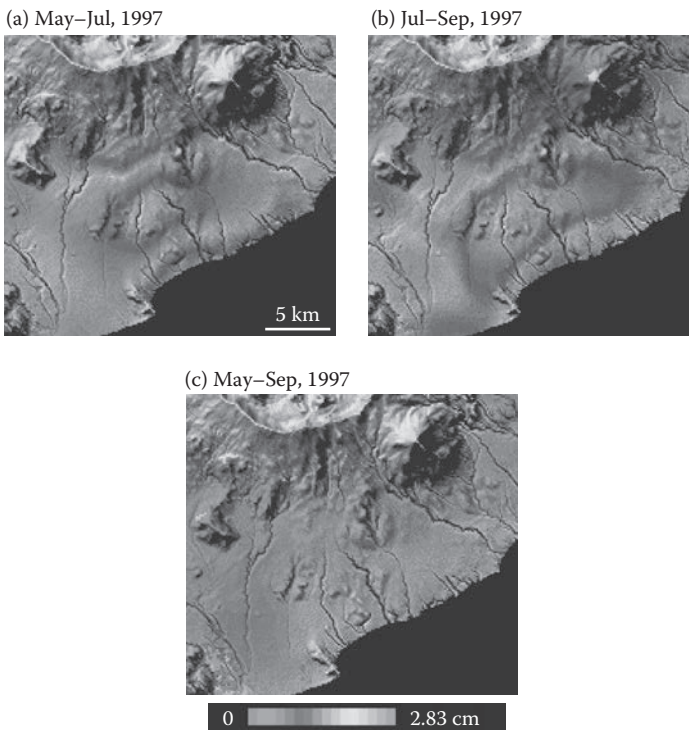 (a) May–Jul, 1997
(b) Jul–Sep, 1997
5 km
(c) May–Sep, 1997
0 2.83 cm